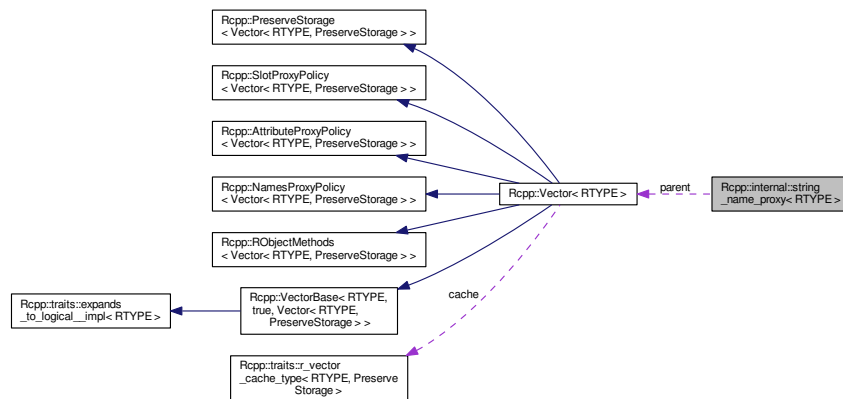 Rcpp::PreserveStorage
< Vector< RTYPE, PreserveStorage > >
Rcpp::SlotProxyPolicy
< Vector< RTYPE, PreserveStorage > >
Rcpp::AttributeProxyPolicy
< Vector< RTYPE, PreserveStorage > >
Rcpp::NamesProxyPolicy
< Vector< RTYPE, PreserveStorage > >
Rcpp::Vector< RTYPE >
parent
Rcpp::internal::string
_name_proxy< RTYPE >
Rcpp::RObjectMethods
< Vector< RTYPE, PreserveStorage > >
Rcpp::traits::expands
_to_logical__impl< RTYPE >
Rcpp::VectorBase< RTYPE,
true, Vector< RTYPE,
PreserveStorage > >
cache
Rcpp::traits::r_vector
_cache_type< RTYPE, Preserve
Storage >